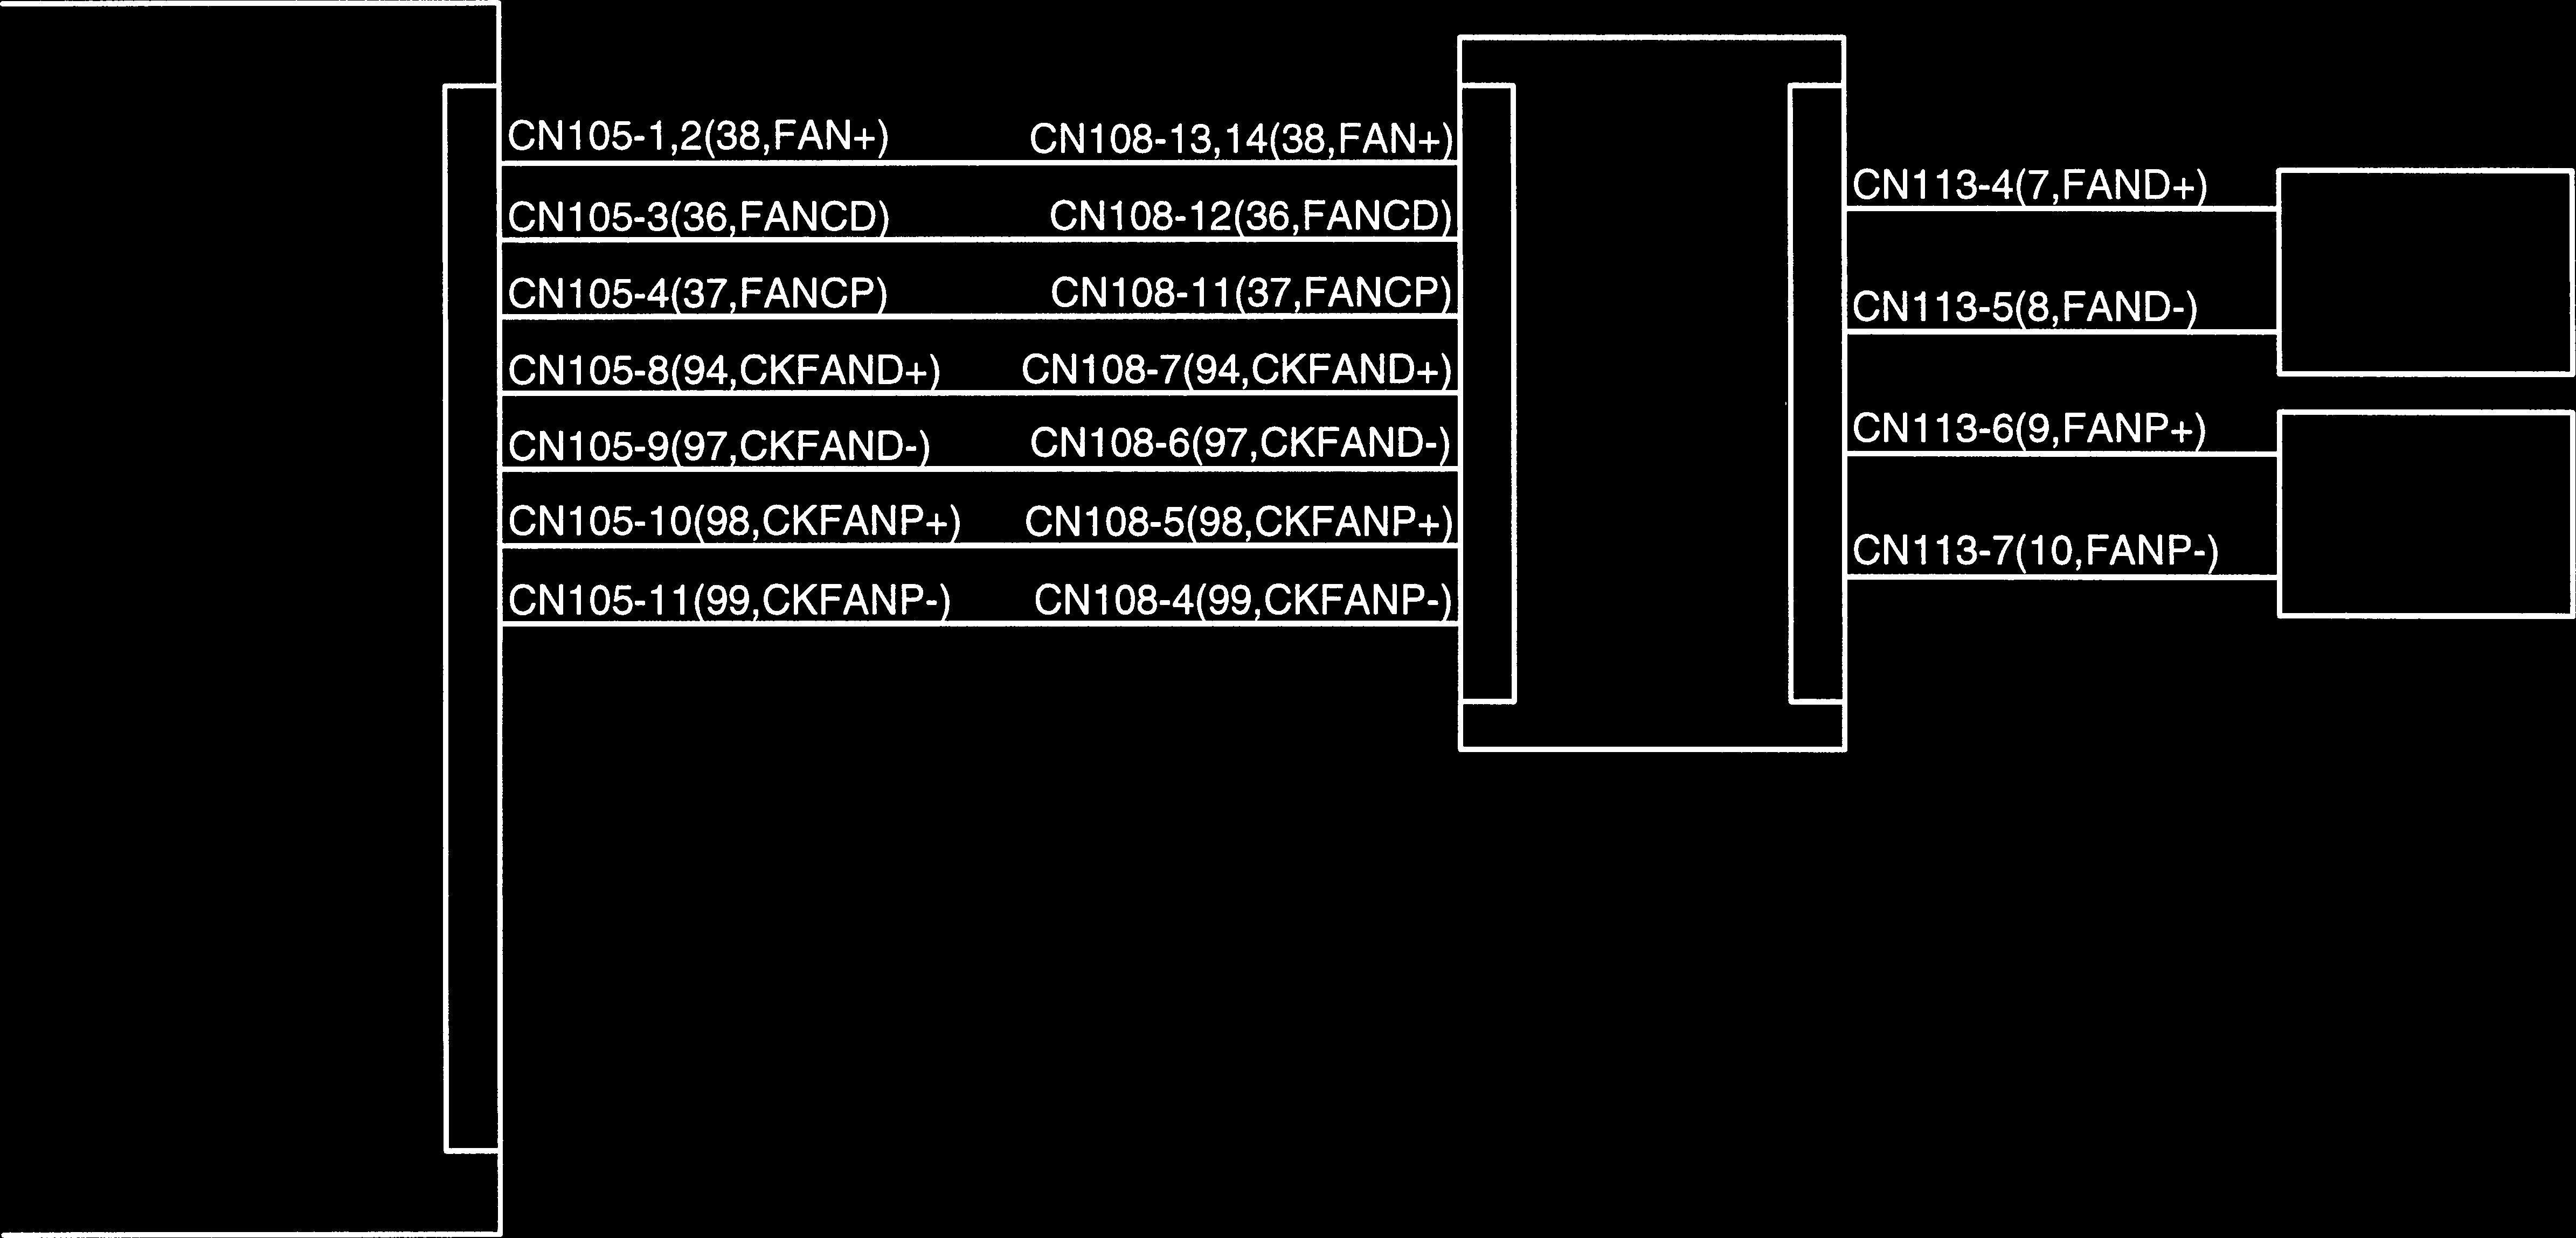 CN105-1,2(38,FAN+)
CN105-3(36,FANCD)
CN105-4(37,FANCP)
CN105-8(94,CKFAND+)
CN105-9(97,CKFAND-)
CN105-10(98,CKFANP+)
CN105-11(99,CKFANP-)
CN108-13,14(38,FAN+)
CN108-12(36,FANCD)
CN108-11(37,FANCP)
CN108-7(94,CKFAND+)
CN108-6(97,CKFAND-)
CN108-5(98,CKFANP+)
CN108-4(99,CKFANP-)
CN113-4(7,FAND+)
CN113-5(8,FAND-)
CN113-6(9,FANP+)
CN113-7(10,FANP-)